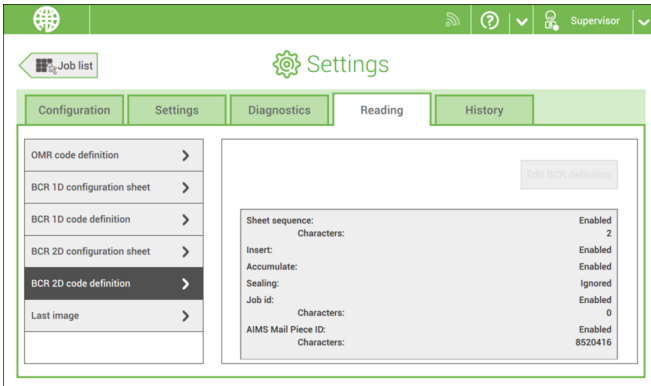 Supervisor
Job list
Settings
Configuration
Settings
Diagnostics
Reading
History
OMR code definition
BCR 1D configuration sheet
BCR 1D code definition
BCR 2D configuration sheet
BCR 2D code definition
Last image
Edit BCR definition
Sheet sequence: Enabled
Characters: 2
Insert: Enabled
Accumulate: Enabled
Sealing: Ignored
Job id: Enabled
Characters: 0
AIMS Mail Piece ID: Enabled
Characters: 8520416